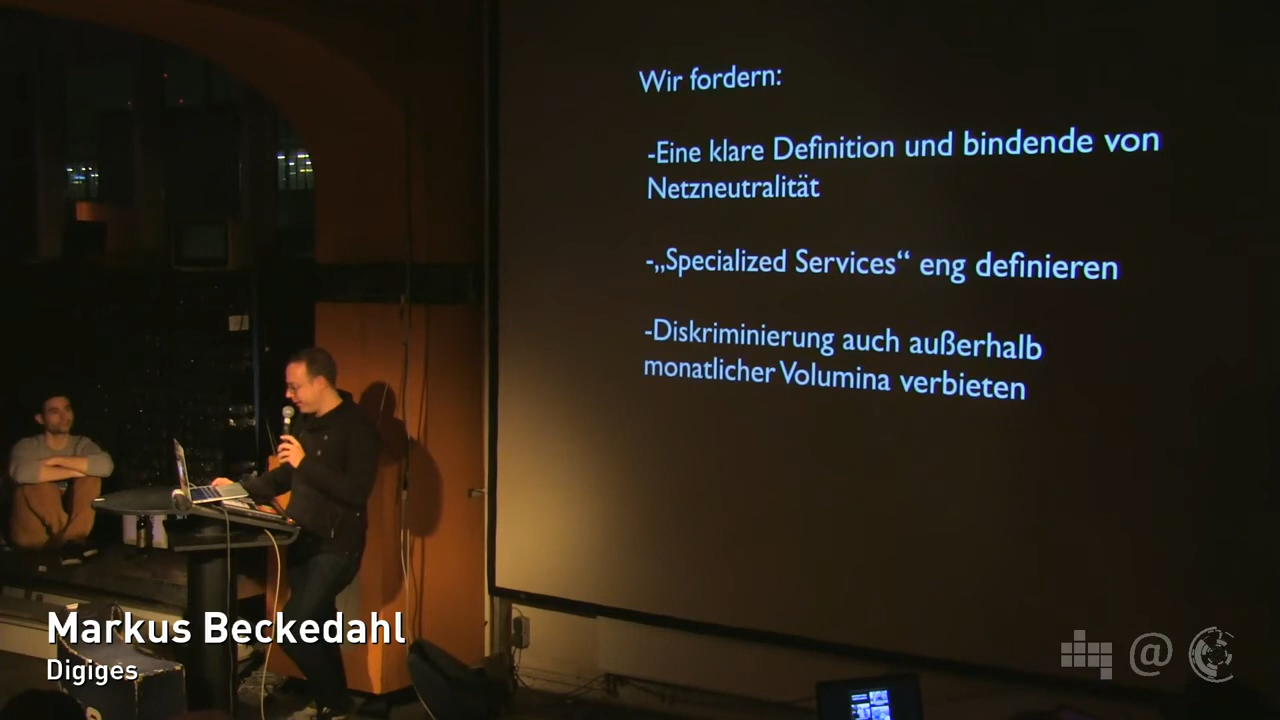 Wir fordern:
-Eine klare Definition und bindende von
Netzneutralität
-„Specialized Services“ eng definieren
-Diskriminierung auch außerhalb
monatlicher Volumina verbieten
Markus Beckedahl
Digiges